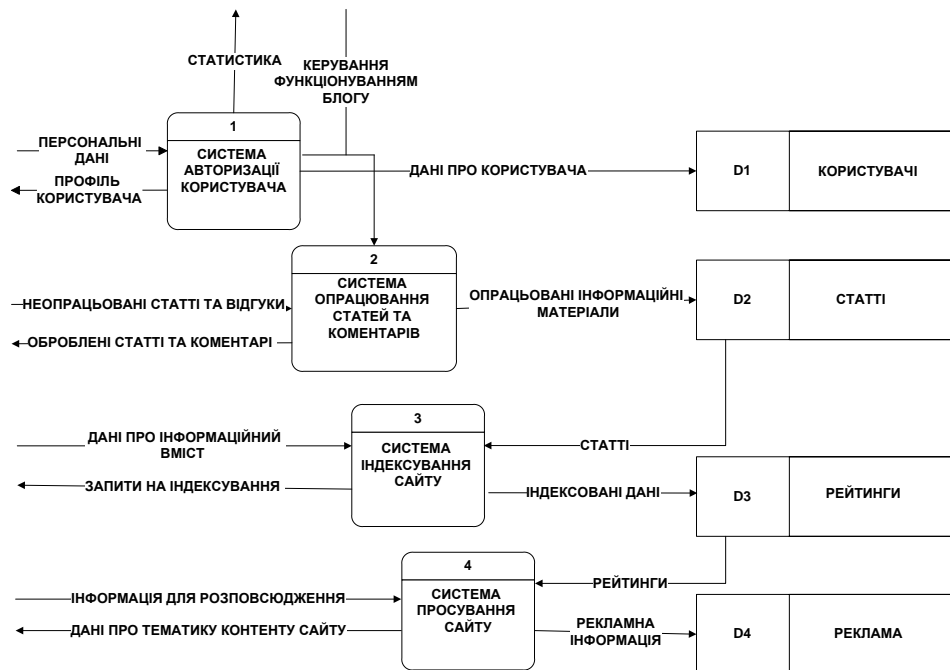 СТАТИСТИКА
КЕРУВАННЯ
ФУНКЦІОНУВАННЯМ
БЛОГУ
1
СИСТЕМА
АВТОРИЗАЦІЇ
КОРИСТУВАЧА
ПЕРСОНАЛЬНІ
ДАНІ
ПРОФІЛЬ
КОРИСТУВАЧА
ДАНІ ПРО КОРИСТУВАЧА
D1
КОРИСТУВАЧІ
2
СИСТЕМА
ОПРАЦЮВАННЯ
СТАТЕЙ ТА
КОМЕНТАРІВ
НЕОПРАЦЬОВАНІ СТАТТІ ТА ВІДГУКИ
ОБРОБЛЕНІ СТАТТІ ТА КОМЕНТАРІ
ОПРАЦЬОВАНІ ІНФОРМАЦІЙНІ
МАТЕРІАЛИ
D2
СТАТТІ
3
СИСТЕМА
ІНДЕКСУВАННЯ
САЙТУ
ДАНІ ПРО ІНФОРМАЦІЙНИЙ
ВМІСТ
ЗАПИТИ НА ІНДЕКСУВАННЯ
СТАТТІ
ІНДЕКСОВАНІ ДАНІ
D3
РЕЙТИНГИ
4
СИСТЕМА
ПРОСУВАННЯ
САЙТУ
РЕЙТИНГИ
ІНФОРМАЦІЯ ДЛЯ РОЗПОВСЮДЖЕННЯ
ДАНІ ПРО ТЕМАТИКУ КОНТЕНТУ САЙТУ
РЕКЛАМНА
ІНФОРМАЦІЯ
D4
РЕКЛАМА